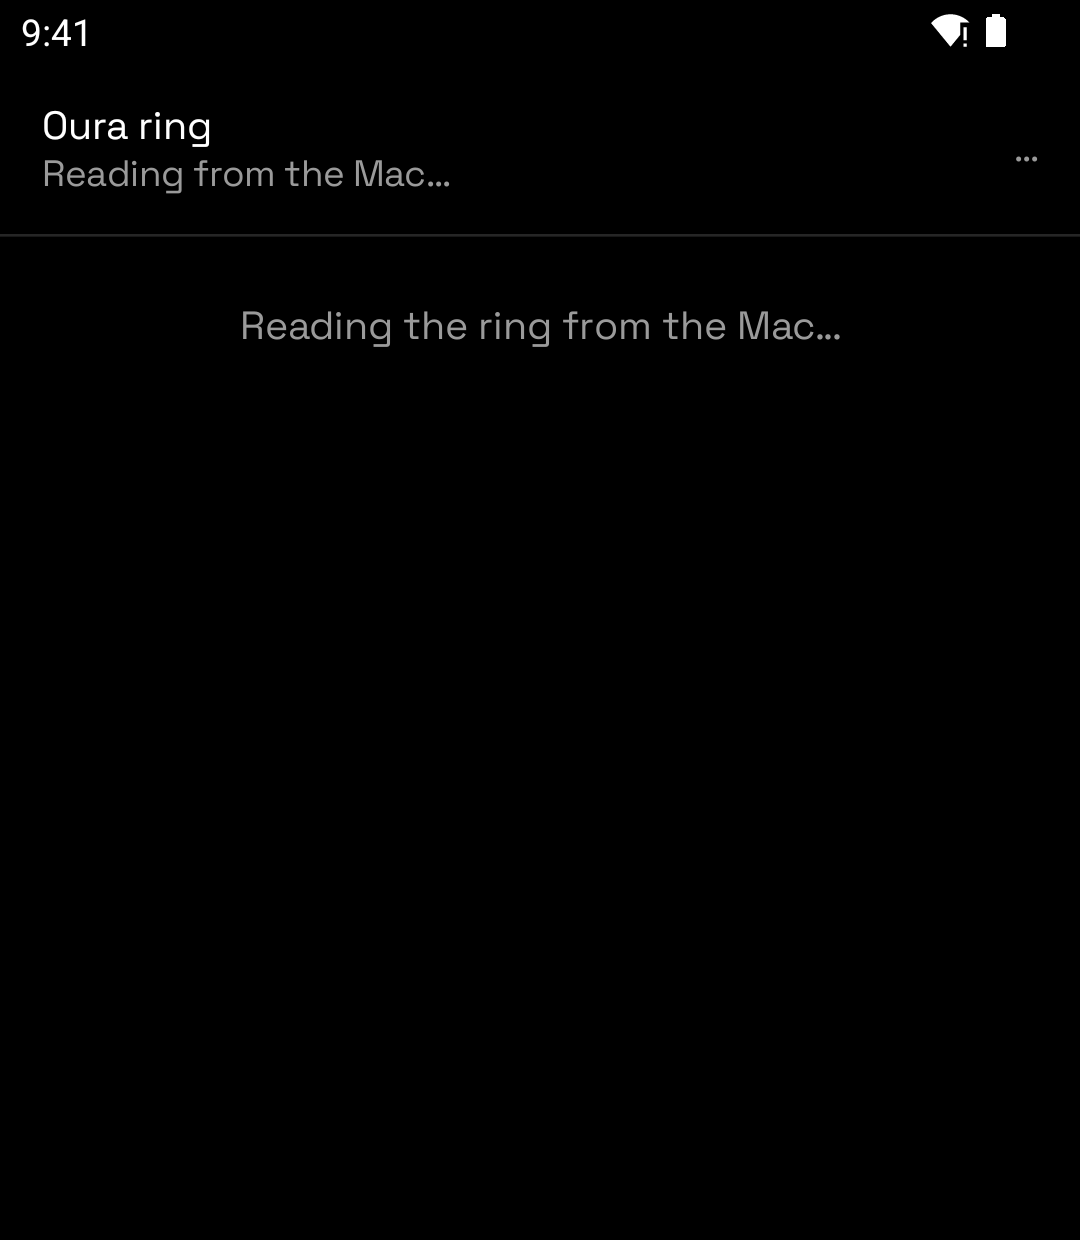 9:41
Oura ring
Reading from the Mac...
...
Reading the ring from the Mac...